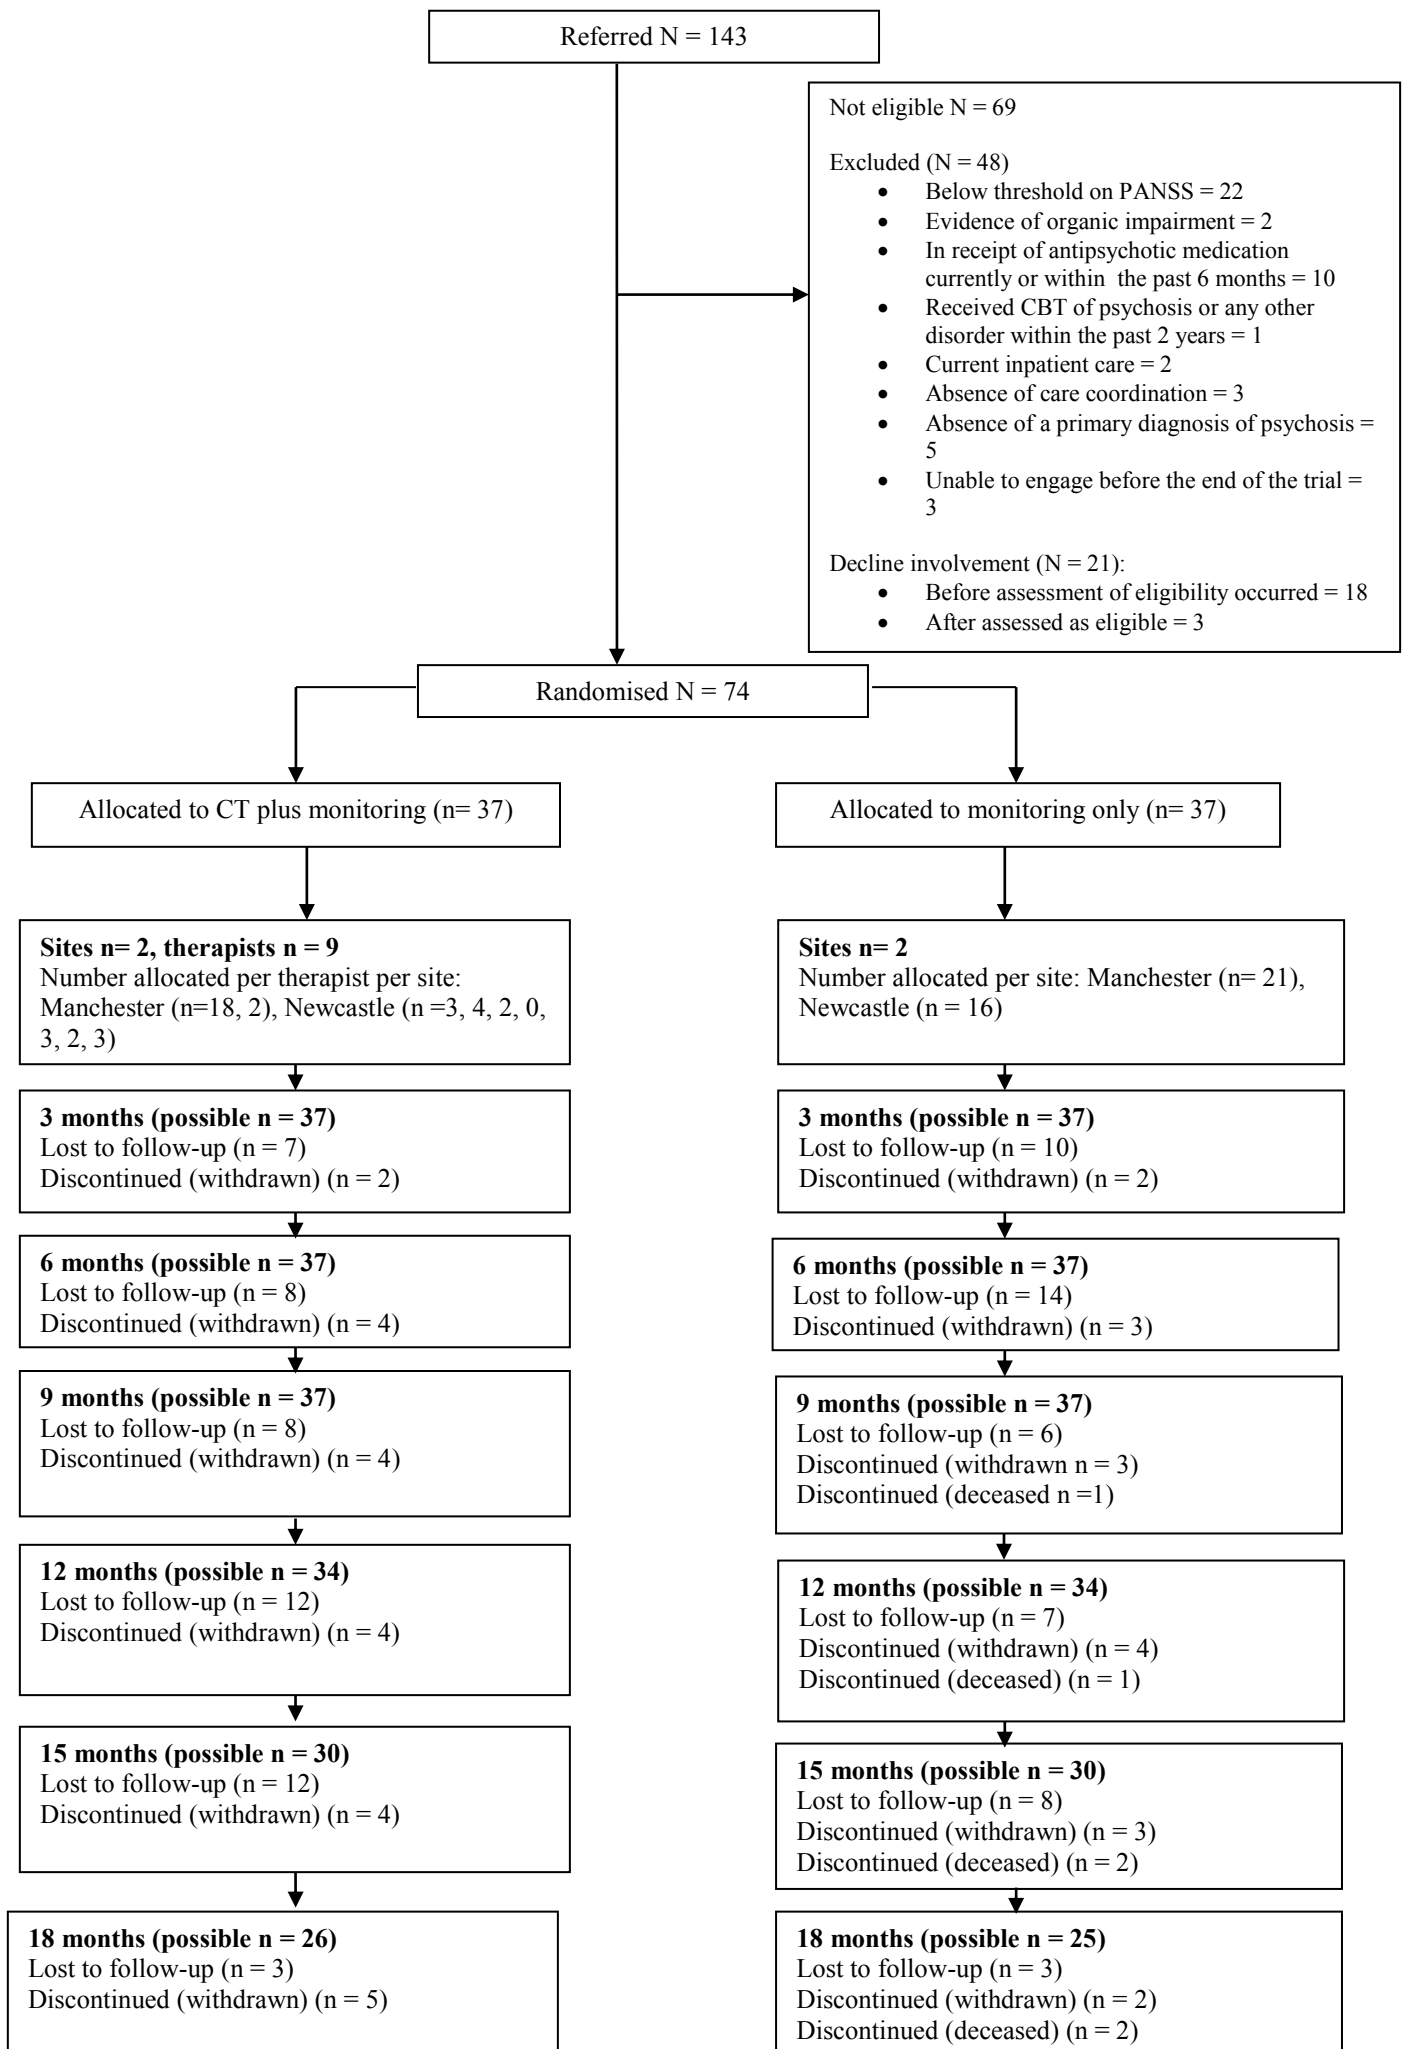 Referred N = 143
Not eligible N = 69
Excluded (N = 48)
• Below threshold on PANSS = 22
• Evidence of organic impairment = 2
• In receipt of antipsychotic medication
currently or within the past 6 months = 10
• Received CBT of psychosis or any other
disorder within the past 2 years = 1
• Current inpatient care = 2
• Absence of care coordination = 3
• Absence of a primary diagnosis of psychosis =
5
• Unable to engage before the end of the trial =
3
Decline involvement (N = 21):
• Before assessment of eligibility occurred = 18
• After assessed as eligible = 3
Randomised N = 74
Allocated to CT plus monitoring (n= 37)
Allocated to monitoring only (n= 37)
Sites n= 2, therapists n = 9
Number allocated per therapist per site:
Manchester (n=18, 2), Newcastle (n =3, 4, 2, 0,
3, 2, 3)
Sites n= 2
Number allocated per site: Manchester (n= 21),
Newcastle (n = 16)
3 months (possible n = 37)
Lost to follow-up (n = 7)
Discontinued (withdrawn) (n = 2)
3 months (possible n = 37)
Lost to follow-up (n = 10)
Discontinued (withdrawn) (n = 2)
6 months (possible n = 37)
Lost to follow-up (n = 8)
Discontinued (withdrawn) (n = 4)
6 months (possible n = 37)
Lost to follow-up (n = 14)
Discontinued (withdrawn) (n = 3)
9 months (possible n = 37)
Lost to follow-up (n = 8)
Discontinued (withdrawn) (n = 4)
9 months (possible n = 37)
Lost to follow-up (n = 6)
Discontinued (withdrawn n = 3)
Discontinued (deceased n =1)
12 months (possible n = 34)
Lost to follow-up (n = 12)
Discontinued (withdrawn) (n = 4)
12 months (possible n = 34)
Lost to follow-up (n = 7)
Discontinued (withdrawn) (n = 4)
Discontinued (deceased) (n = 1)
15 months (possible n = 30)
Lost to follow-up (n = 12)
Discontinued (withdrawn) (n = 4)
15 months (possible n = 30)
Lost to follow-up (n = 8)
Discontinued (withdrawn) (n = 3)
Discontinued (deceased) (n = 2)
18 months (possible n = 26)
Lost to follow-up (n = 3)
Discontinued (withdrawn) (n = 5)
18 months (possible n = 25)
Lost to follow-up (n = 3)
Discontinued (withdrawn) (n = 2)
Discontinued (deceased) (n = 2)